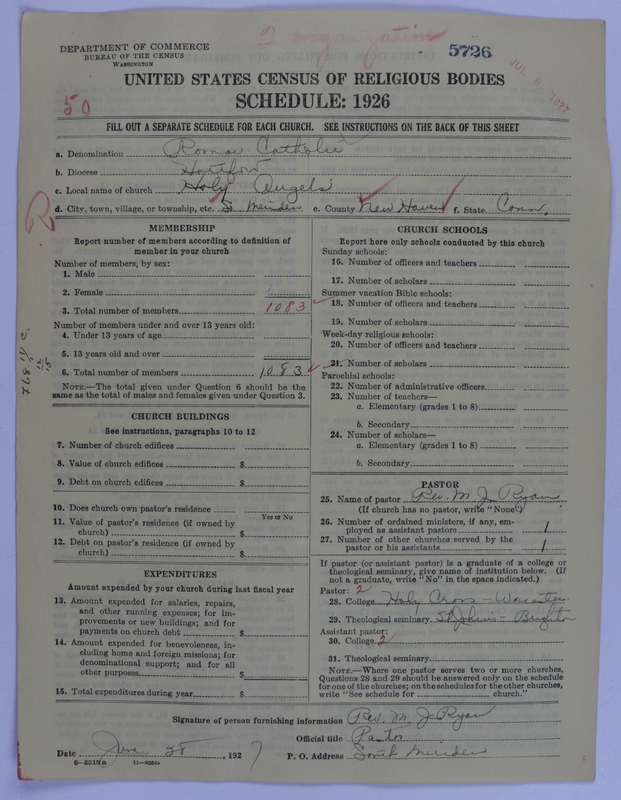 2 organization
5726
DEPARTMENT OF COMMERCE
BUREAU OF THE CENSUS
WASHINGTON
UNITED STATES CENSUS OF RELIGIOUS BODIES
SCHEDULE: 1926
50
FILL OUT A SEPARATE SCHEDULE FOR EACH CHURCH. SEE INSTRUCTIONS ON THE BACK OF THIS SHEET
a. Denomination Roman Catholic
b. Diocese Hartford
c. Local name of church Holy Angels
d. City, town, village, or township, etc. So. Meriden e. County New Haven f. State Conn.
R
MEMBERSHIP
Report number of members according to definition of
member in your church
Number of members, by sex:
1. Male
2. Female
3. Total number of members 1083
Number of members under and over 13 years old:
4. Under 13 years of age
5. 13 years old and over
6. Total number of members 1083
NOTE.—The total given under Question 6 should be the
same as the total of males and females given under Question 3.
CHURCH BUILDINGS
See instructions, paragraphs 10 to 12
7. Number of church edifices
8. Value of church edifices $
9. Debt on church edifices $
10. Does church own pastor's residence
Yes or No
11. Value of pastor's residence (if owned by
church) $
12. Debt on pastor's residence (if owned by
church) $
EXPENDITURES
Amount expended by your church during last fiscal year
13. Amount expended for salaries, repairs,
and other running expenses; for im-
provements or new buildings; and for
payments on church debt $
14. Amount expended for benevolences, in-
cluding home and foreign missions; for
denominational support; and for all
other purposes $
15. Total expenditures during year $
CHURCH SCHOOLS
Report here only schools conducted by this church
Sunday schools:
16. Number of officers and teachers
17. Number of scholars
Summer vacation Bible schools:
18. Number of officers and teachers
19. Number of scholars
Week-day religious schools:
20. Number of officers and teachers
21. Number of scholars
Parochial schools:
22. Number of administrative officers
23. Number of teachers—
a. Elementary (grades 1 to 8)
b. Secondary
24. Number of scholars—
a. Elementary (grades 1 to 8)
b. Secondary
PASTOR
25. Name of pastor Rev. M J Ryan
(If church has no pastor, write "None")
26. Number of ordained ministers, if any, em-
ployed as assistant pastors 1
27. Number of other churches served by the
pastor or his assistants 1
If pastor (or assistant pastor) is a graduate of a college or
theological seminary, give name of institution below. (If
not a graduate, write "No" in the space indicated.)
Pastor: 2
28. College Holy Cross - Worcester
29. Theological seminary St Johns - Brighton
Assistant pastor:
30. College 2
31. Theological seminary
NOTE.—Where one pastor serves two or more churches,
Questions 28 and 29 should be answered only on the schedule
for one of the churches; on the schedules for the other churches,
write "See schedule for church."
Signature of person furnishing information Rev. M J Ryan
Official title Pastor
Date June 28, 1927 P. O. Address South Meriden
6-5518a 11-9034a